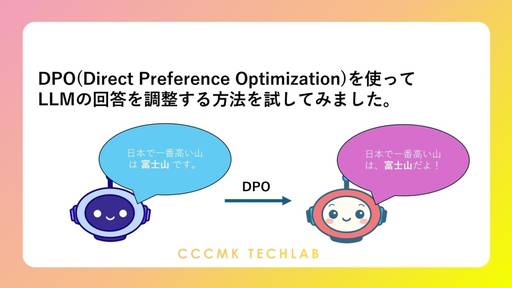 DPO(Direct Preference Optimization)を使って
LLMの回答を調整する方法を試してみました。
日本で一番高い山
は 富士山 です。
DPO
日本で一番高い山
は、富士山だよ！
CCCMK TECHLAB